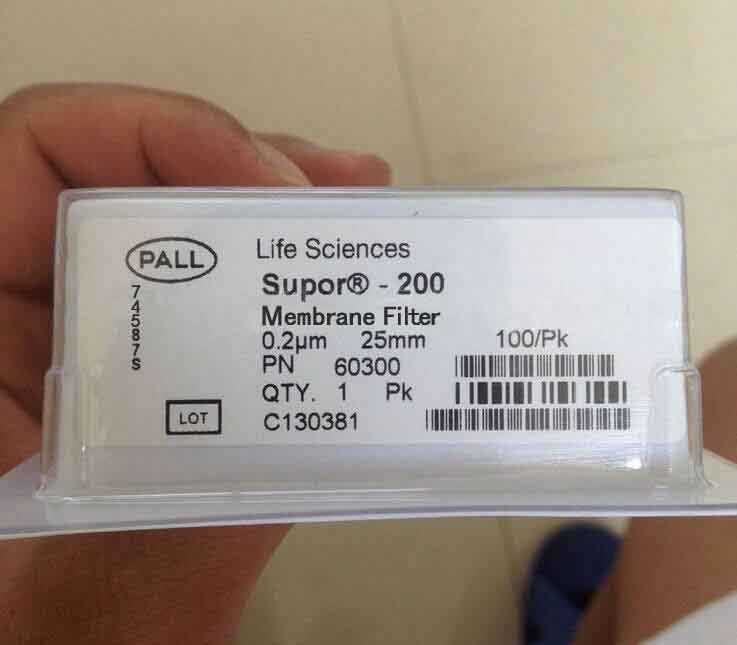 PALL
Life Sciences
Supor® - 200
Membrane Filter
0.2µm 25mm 100/Pk
PN 60300
QTY. 1 Pk
LOT C130381
74587S